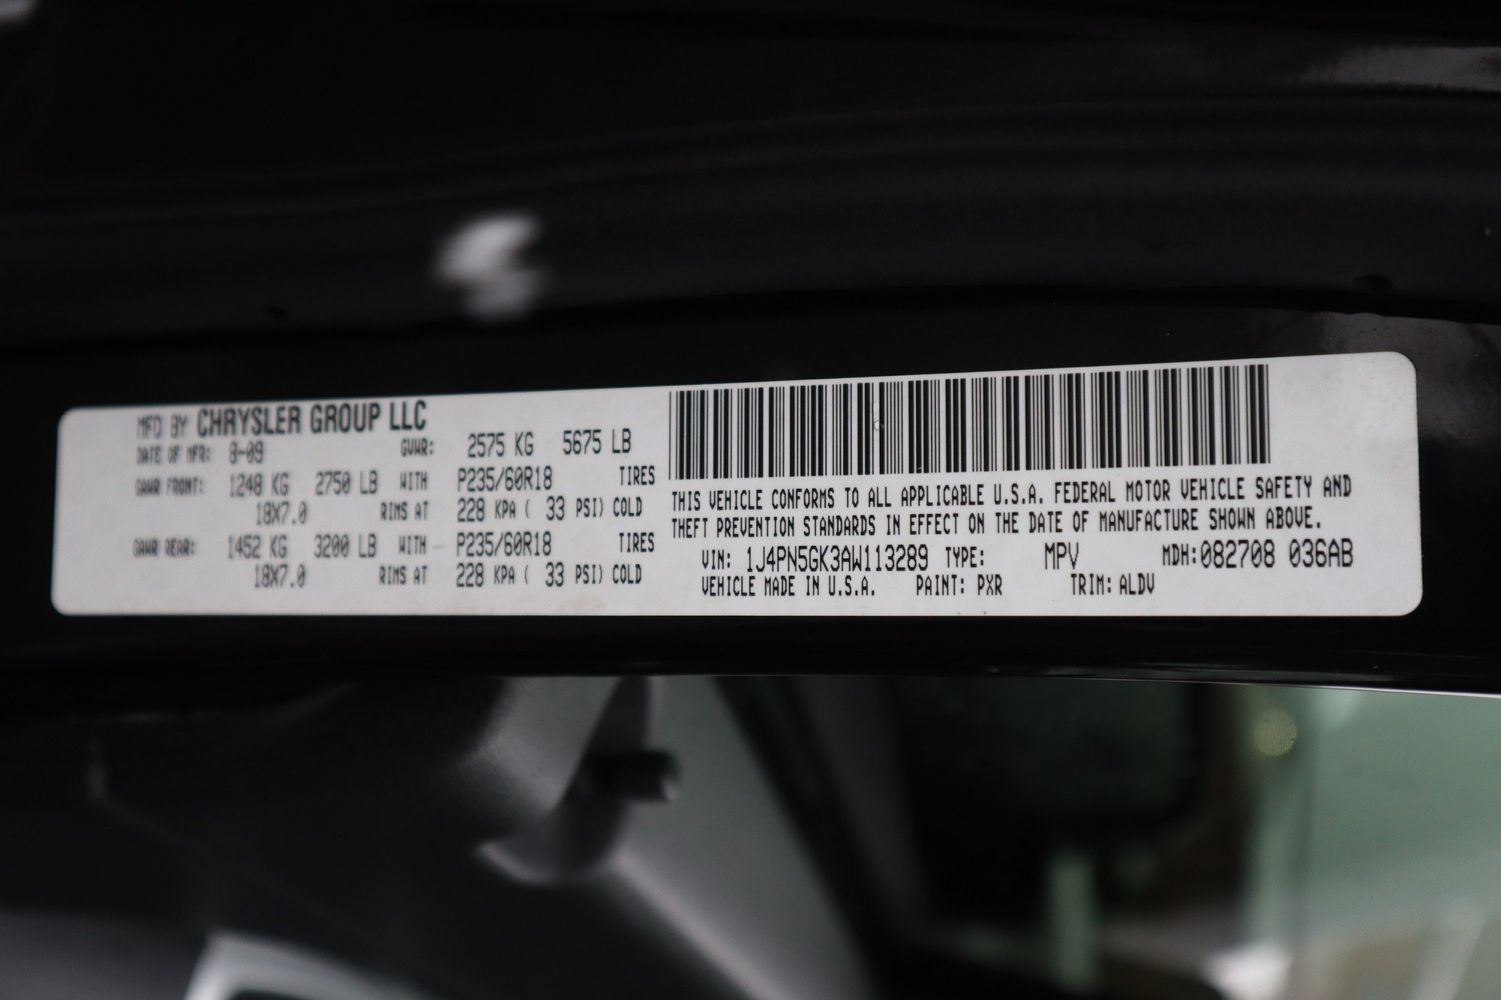 MFD BY CHRYSLER GROUP LLC
DATE OF MFR: 8-09 GVWR: 2575 KG 5675 LB
GAWR FRONT: 1248 KG 2750 LB WITH P235/60R18 TIRES
18X7.0 RIMS AT 228 KPA ( 33 PSI) COLD
GAWR REAR: 1452 KG 3200 LB WITH P235/60R18 TIRES
18X7.0 RIMS AT 228 KPA ( 33 PSI) COLD
THIS VEHICLE CONFORMS TO ALL APPLICABLE U.S.A. FEDERAL MOTOR VEHICLE SAFETY AND
THEFT PREVENTION STANDARDS IN EFFECT ON THE DATE OF MANUFACTURE SHOWN ABOVE.
VIN: 1J4PN5GK3AW113289 TYPE: MPV MDH:082708 036AB
VEHICLE MADE IN U.S.A. PAINT: PXR TRIM: ALDV